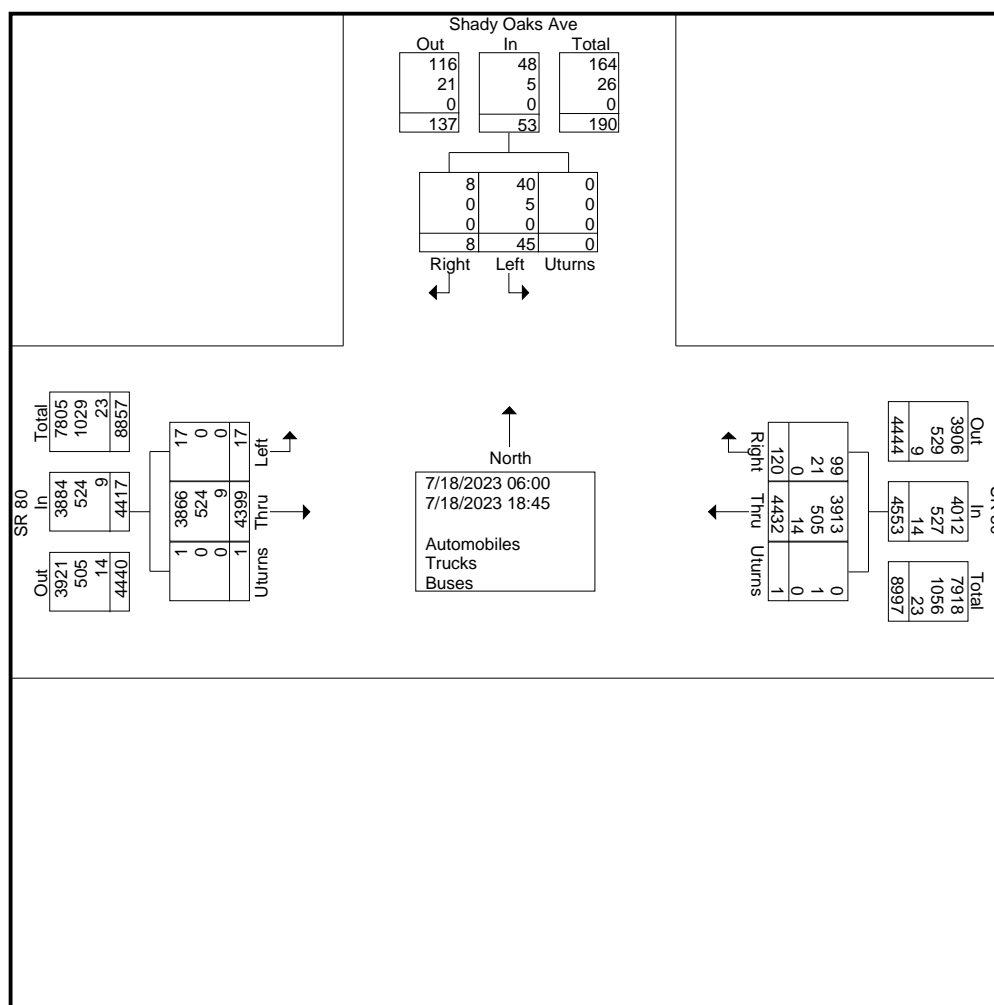 Shady Oaks Ave
Out In Total
116 48 164
21 5 26
0 0 0
137 53 190
8 40 0
0 5 0
0 0 0
8 45 0
Right Left Uturns
SR 80
Total
7805
1029
23
8857
In
3884
524
9
4417
Out
3921
505
14
4440
Left
17
0
0
17
Thru
3866
524
9
4399
Uturns
1
0
0
1
North
7/18/2023 06:00
7/18/2023 18:45
Automobiles
Trucks
Buses
Right
99
21
0
120
Thru
3913
505
14
4432
Uturns
0
1
0
1
Out
3906
529
9
4444
In
4012
527
14
4553
Total
7918
1056
23
8997